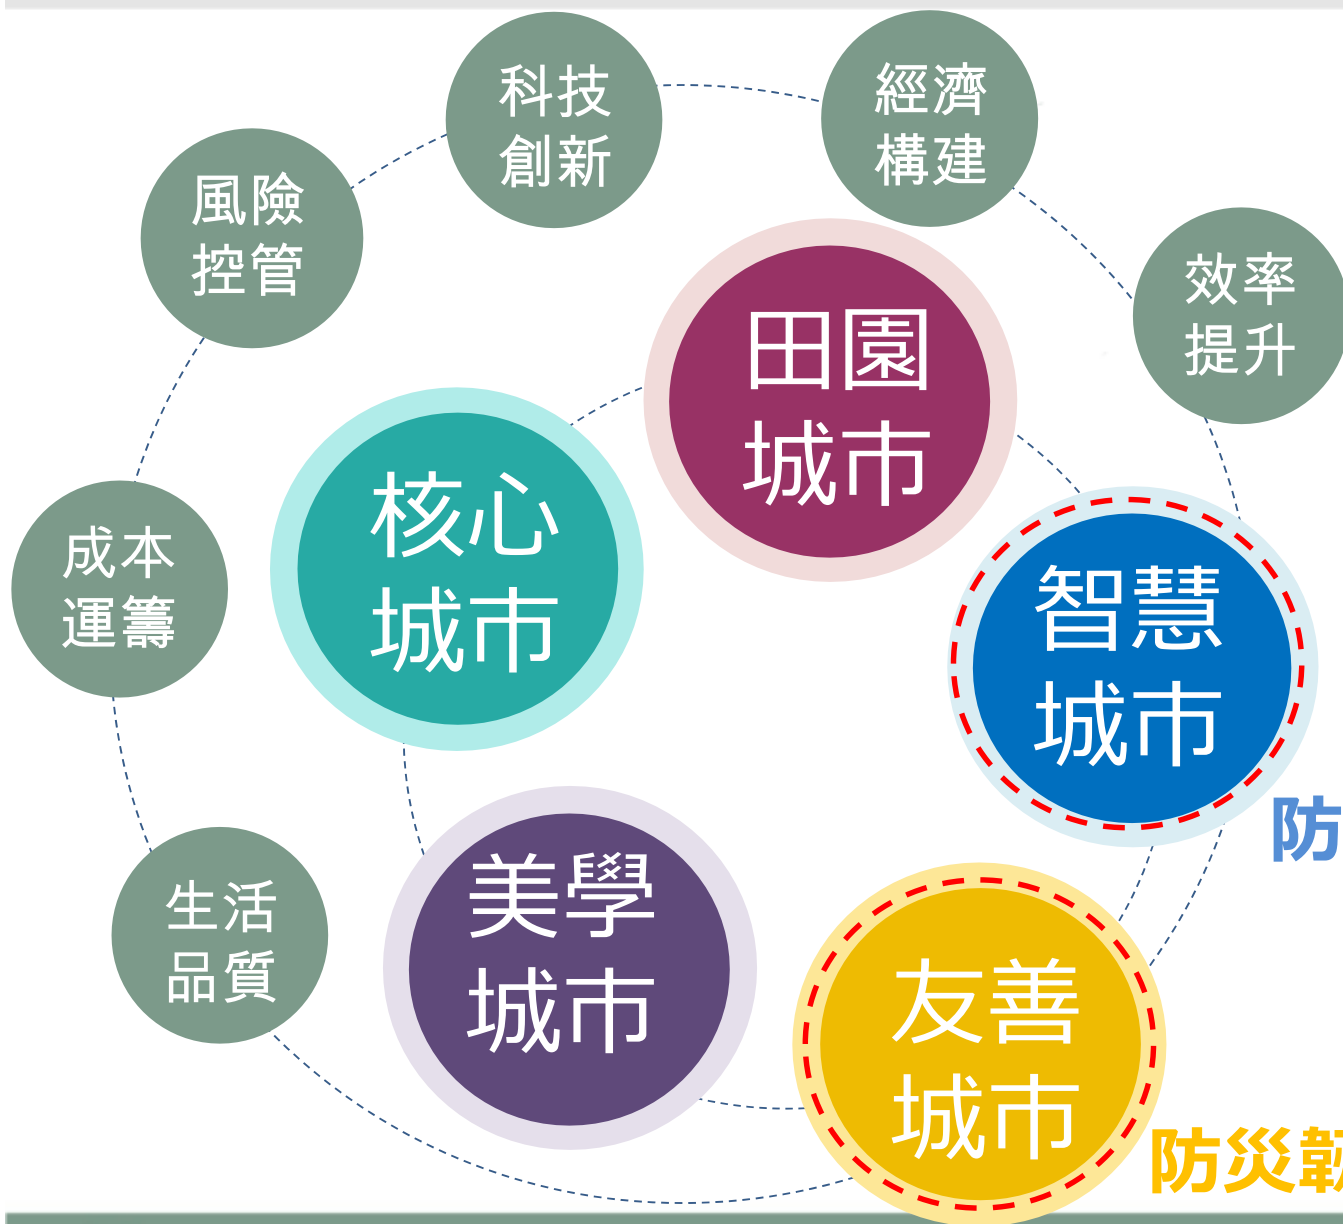 科技
創新
經濟
構建
風險
控管
效率
提升
田園
城市
核心
城市
成本
運籌
智慧
城市
防
美學
城市
生活
品質
友善
城市
防災